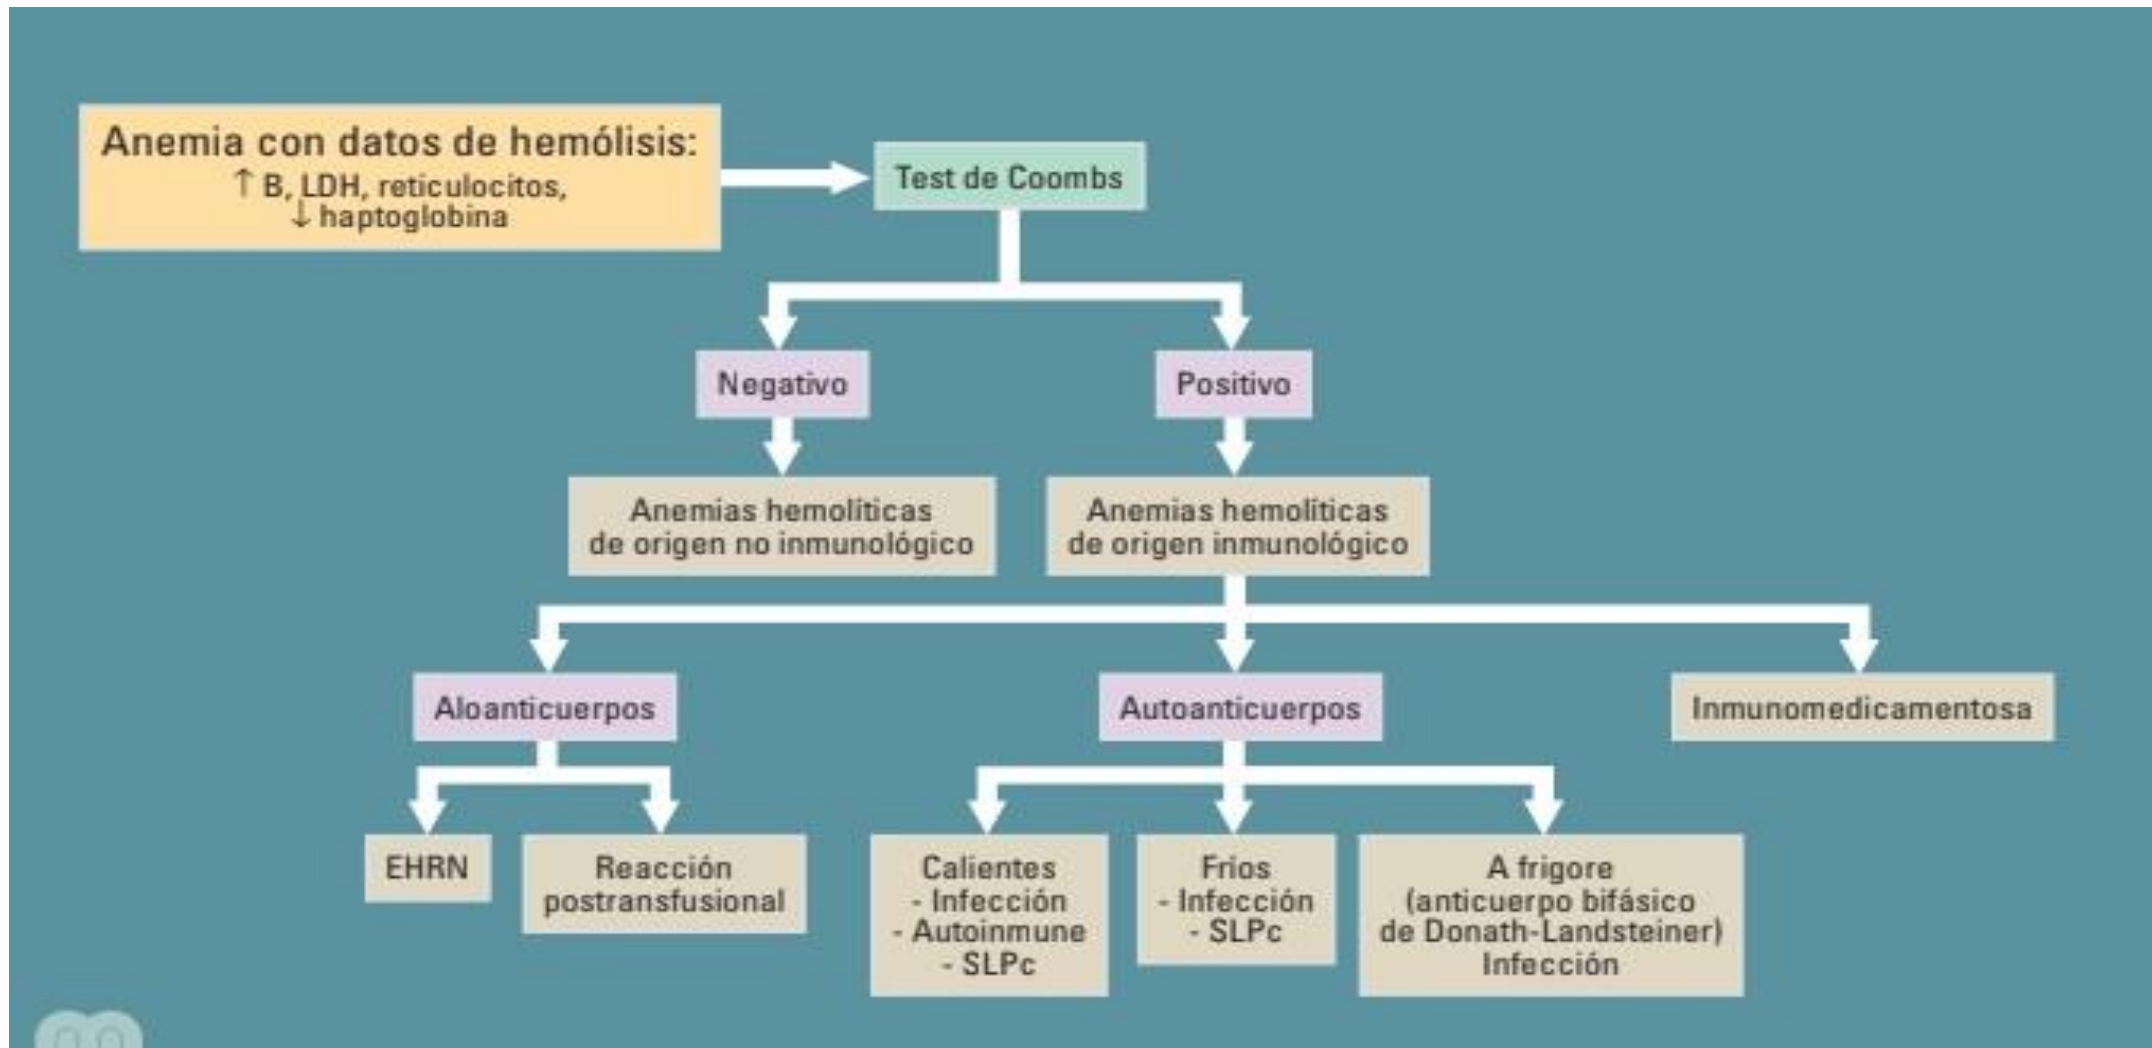 Anemia con datos de hemólisis:
↑ B, LDH, reticulocitos,
↓ haptoglobina
Test de Coombs
Negativo
Positivo
Anemias hemolíticas
de origen no inmunológico
Anemias hemolíticas
de origen inmunológico
Aloanticuerpos
Autoanticuerpos
Inmunomedicamentosa
EHRN
Reacción
postransfusional
Calientes
- Infección
- Autoinmune
- SLPc
Fríos
- Infección
- SLPc
A frigore
(anticuerpo bifásico
de Donath-Landsteiner)
Infección